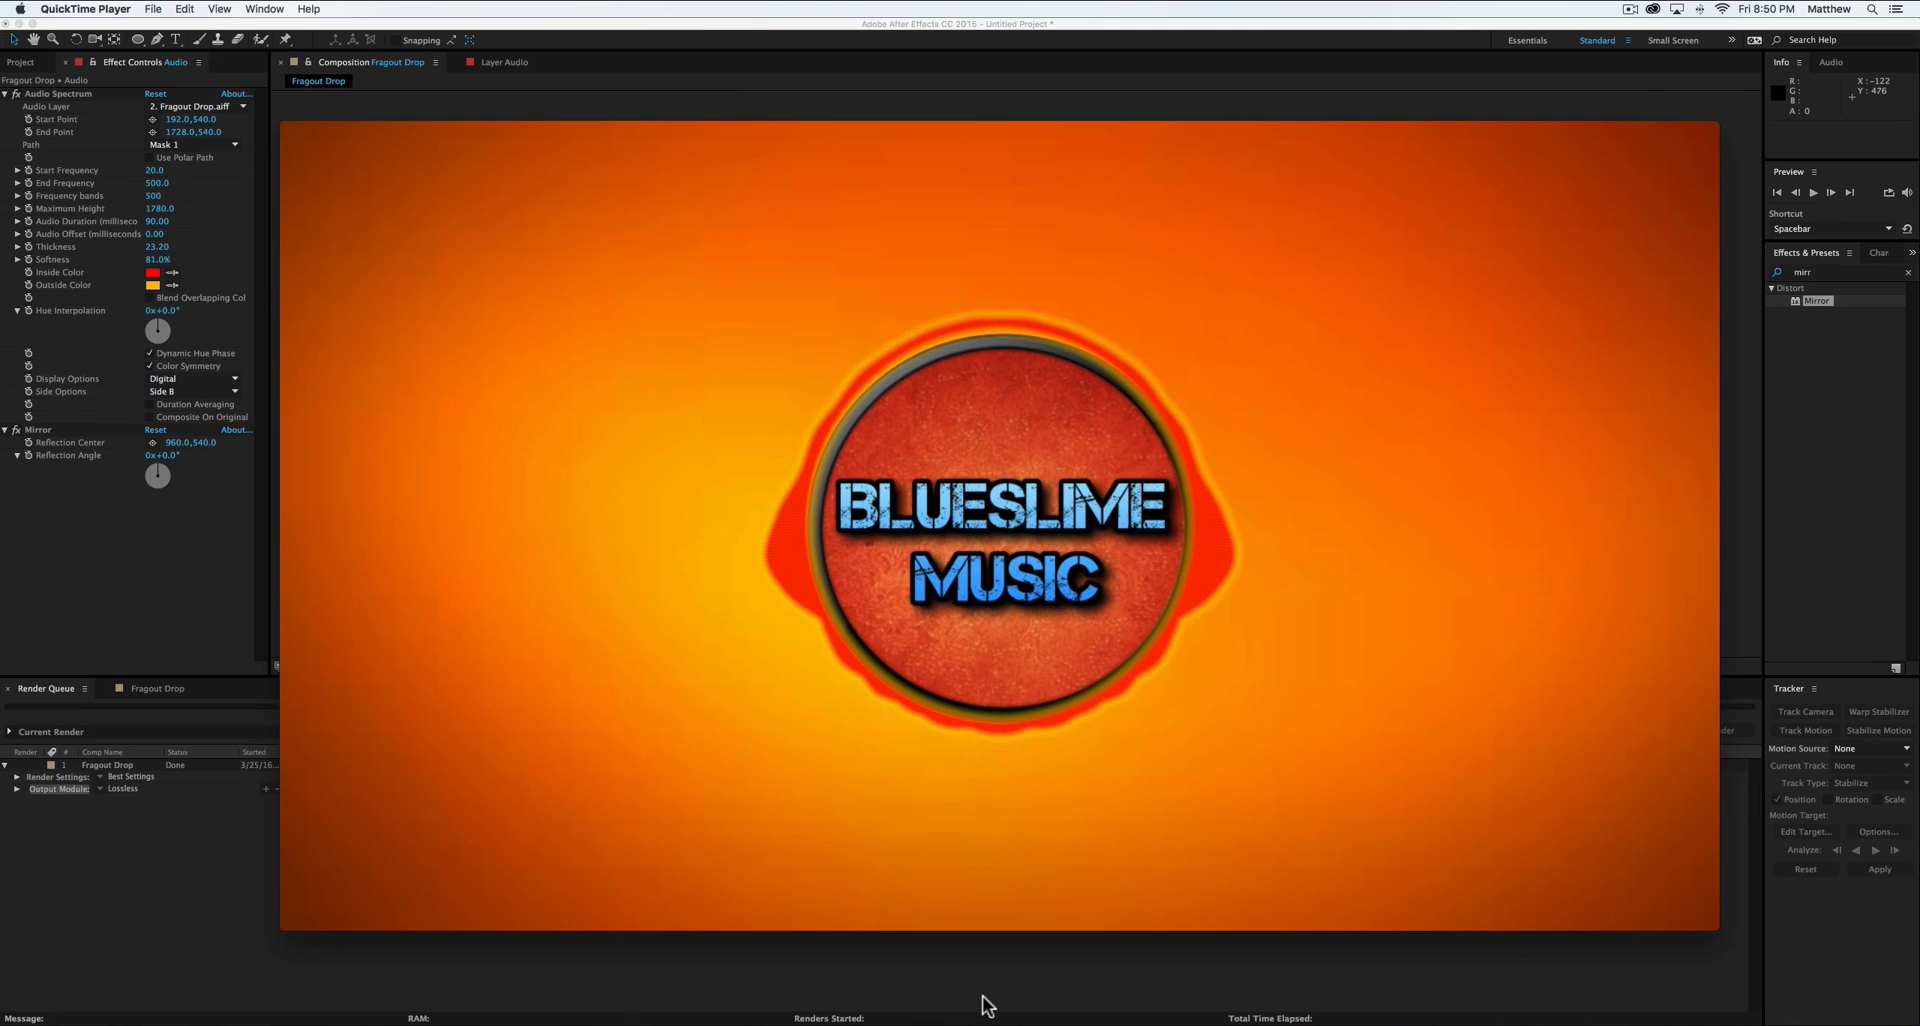 QuickTime Player File Edit View Window Help
Fri 8:50 PM Matthew
Adobe After Effects CC 2015 - Untitled Project *
Snapping
Essentials Standard Small Screen Search Help
Project Effect Controls Audio
Composition Fragout Drop Layer Audio
Info Audio
Fragout Drop • Audio
Fragout Drop
R : X : -122
G : Y : 476
B :
A : 0
fx Audio Spectrum Reset About...
Audio Layer 2. Fragout Drop.aiff
Start Point 192.0,540.0
End Point 1728.0,540.0
Path Mask 1
Use Polar Path
Start Frequency 20.0
End Frequency 500.0
Frequency bands 500
Maximum Height 1780.0
Audio Duration (milliseco 90.00
Audio Offset (milliseconds 0.00
Thickness 23.20
Softness 81.0%
Inside Color
Outside Color
Blend Overlapping Col
Hue Interpolation 0x+0.0°
Dynamic Hue Phase
Color Symmetry
Display Options Digital
Side Options Side B
Duration Averaging
Composite On Original
fx Mirror Reset About...
Reflection Center 960.0,540.0
Reflection Angle 0x+0.0°
BLUESLIME
MUSIC
Preview
Shortcut
Spacebar
Effects & Presets Char
mirr
Distort
Mirror
Render Queue Fragout Drop
Current Render
Render # Comp Name Status Started
1 Fragout Drop Done 3/25/16...
Render Settings: Best Settings
Output Module: Lossless
der
Tracker
Track Camera Warp Stabilizer
Track Motion Stabilize Motion
Motion Source: None
Current Track: None
Track Type: Stabilize
Position Rotation Scale
Motion Target:
Edit Target... Options...
Analyze:
Reset Apply
Message: RAM: Renders Started: Total Time Elapsed: